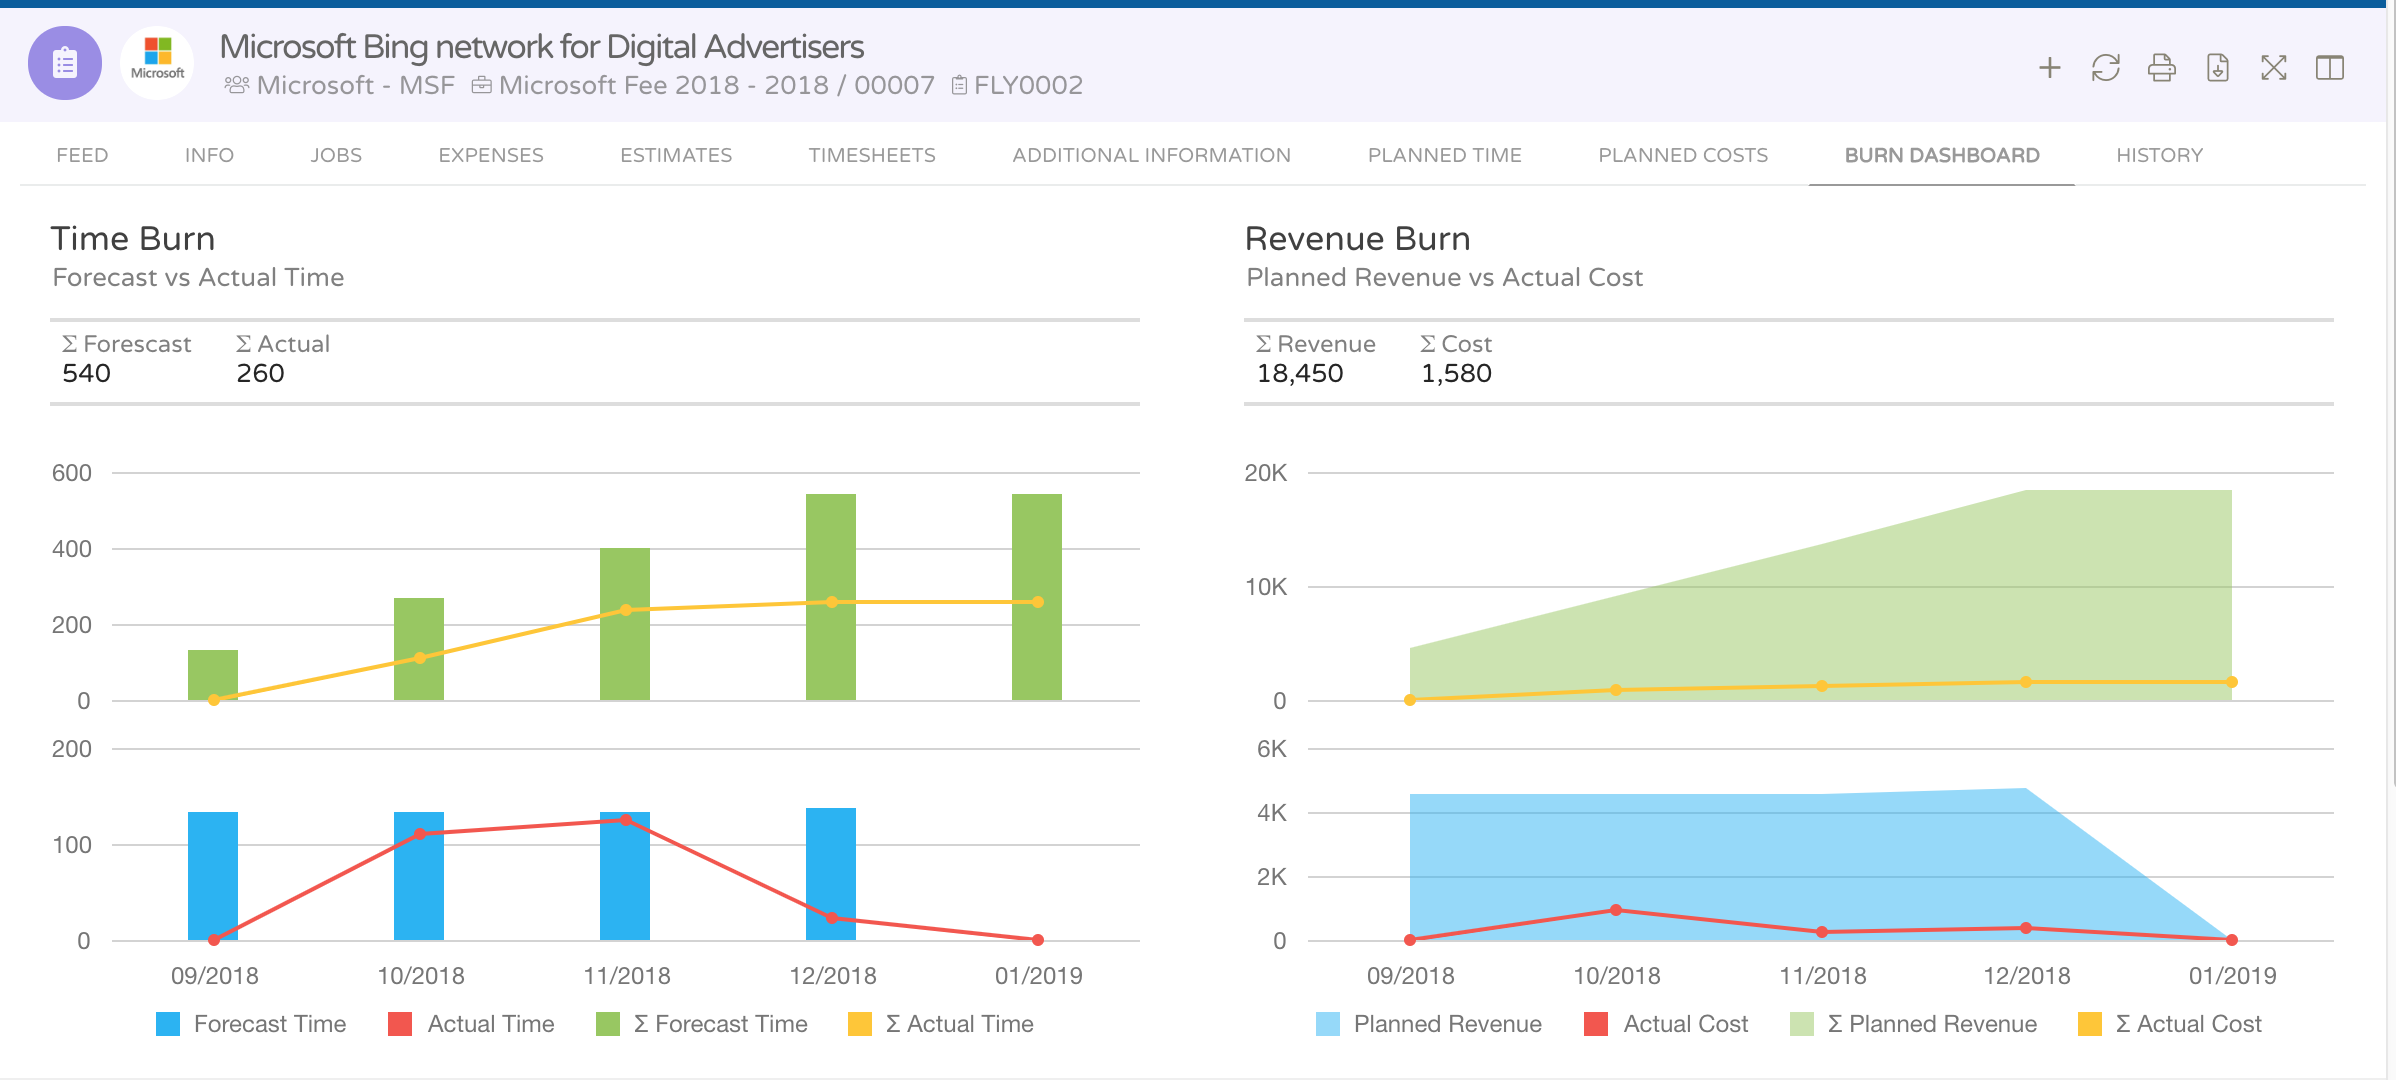 Microsoft
Microsoft Bing network for Digital Advertisers
Microsoft - MSF Microsoft Fee 2018 - 2018 / 00007 FLY0002
FEED INFO JOBS EXPENSES ESTIMATES TIMESHEETS ADDITIONAL INFORMATION PLANNED TIME PLANNED COSTS BURN DASHBOARD HISTORY
Time Burn
Forecast vs Actual Time
Σ Forescast Σ Actual
540 260
600
400
200
0
200
100
0
09/2018 10/2018 11/2018 12/2018 01/2019
Forecast Time Actual Time Σ Forecast Time Σ Actual Time
Revenue Burn
Planned Revenue vs Actual Cost
Σ Revenue Σ Cost
18,450 1,580
20K
10K
0
6K
4K
2K
0
09/2018 10/2018 11/2018 12/2018 01/2019
Planned Revenue Actual Cost Σ Planned Revenue Σ Actual Cost